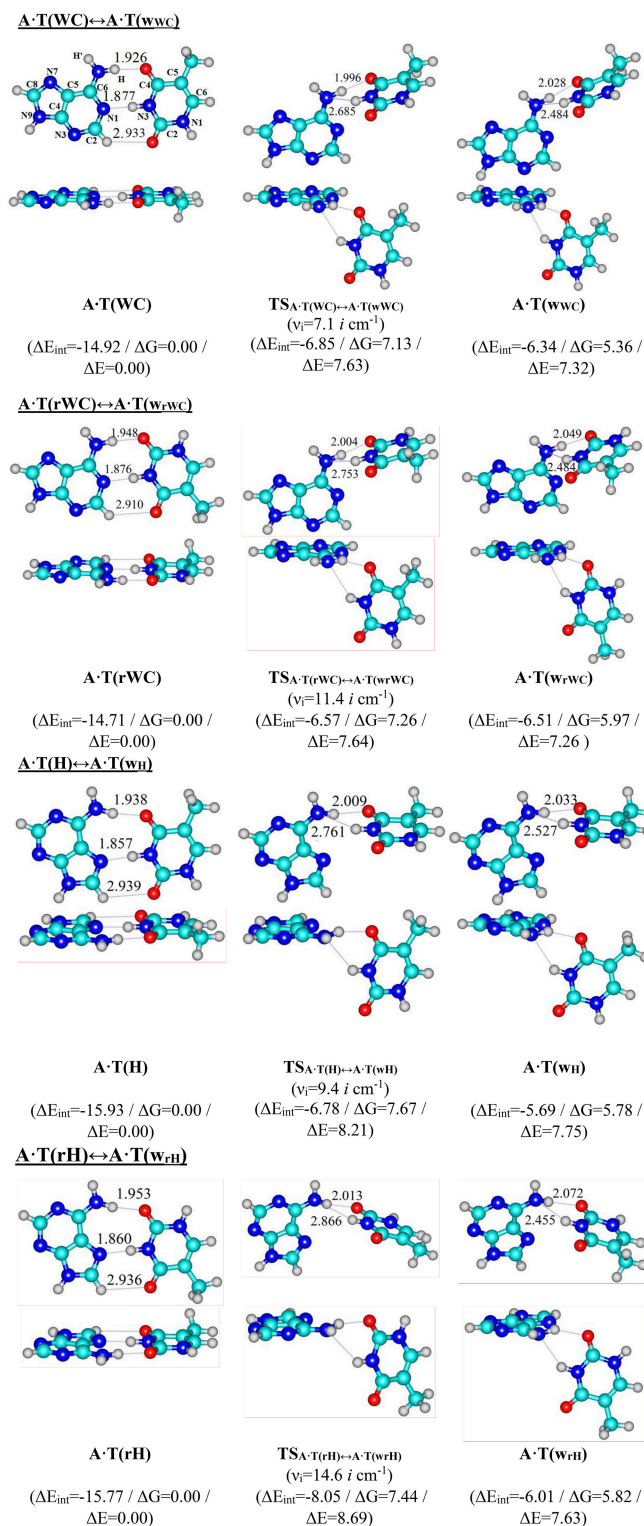 A·T(WC)↔A·T(wWC)
H' 1.926
N7 H O
C8 C5 C6 C4 C5
1.877 C6
N9 C4 N1 N3
N3 C2 C2 N1
2.933
1.996
2.685
2.028
2.484
A·T(WC) TSA·T(WC)↔A·T(wWC) A·T(wWC)
(νi=7.1 i cm-1)
(ΔEint=-14.92 / ΔG=0.00 / (ΔEint=-6.85 / ΔG=7.13 / (ΔEint=-6.34 / ΔG=5.36 /
ΔE=0.00) ΔE=7.63) ΔE=7.32)
A·T(rWC)↔A·T(wrWC)
1.948
1.876
2.910
2.004
2.753
2.049
2.484
A·T(rWC) TSA·T(rWC)↔A·T(wrWC) A·T(wrWC)
(νi=11.4 i cm-1)
(ΔEint=-14.71 / ΔG=0.00 / (ΔEint=-6.57 / ΔG=7.26 / (ΔEint=-6.51 / ΔG=5.97 /
ΔE=0.00) ΔE=7.64) ΔE=7.26 )
A·T(H)↔A·T(wH)
1.938
1.857
2.939
2.009
2.761
2.033
2.527
A·T(H) TSA·T(H)↔A·T(wH) A·T(wH)
(νi=9.4 i cm-1)
(ΔEint=-15.93 / ΔG=0.00 / (ΔEint=-6.78 / ΔG=7.67 / (ΔEint=-5.69 / ΔG=5.78 /
ΔE=0.00) ΔE=8.21) ΔE=7.75)
A·T(rH)↔A·T(wrH)
1.953
1.860
2.936
2.013
2.866
2.072
2.455
A·T(rH) TSA·T(rH)↔A·T(wrH) A·T(wrH)
(νi=14.6 i cm-1)
(ΔEint=-15.77 / ΔG=0.00 / (ΔEint=-8.05 / ΔG=7.44 / (ΔEint=-6.01 / ΔG=5.82 /
ΔE=0.00) ΔE=8.69) ΔE=7.63)